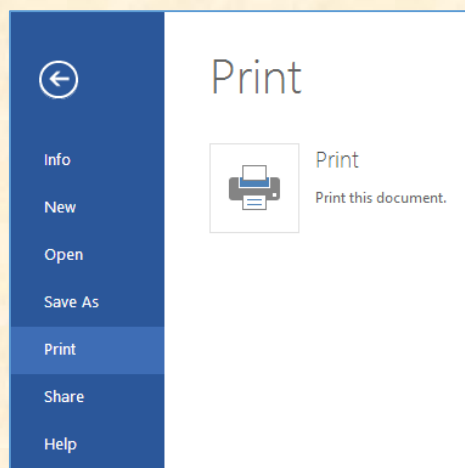 Print
Info
New
Open
Save As
Print
Share
Help
Print
Print this document.